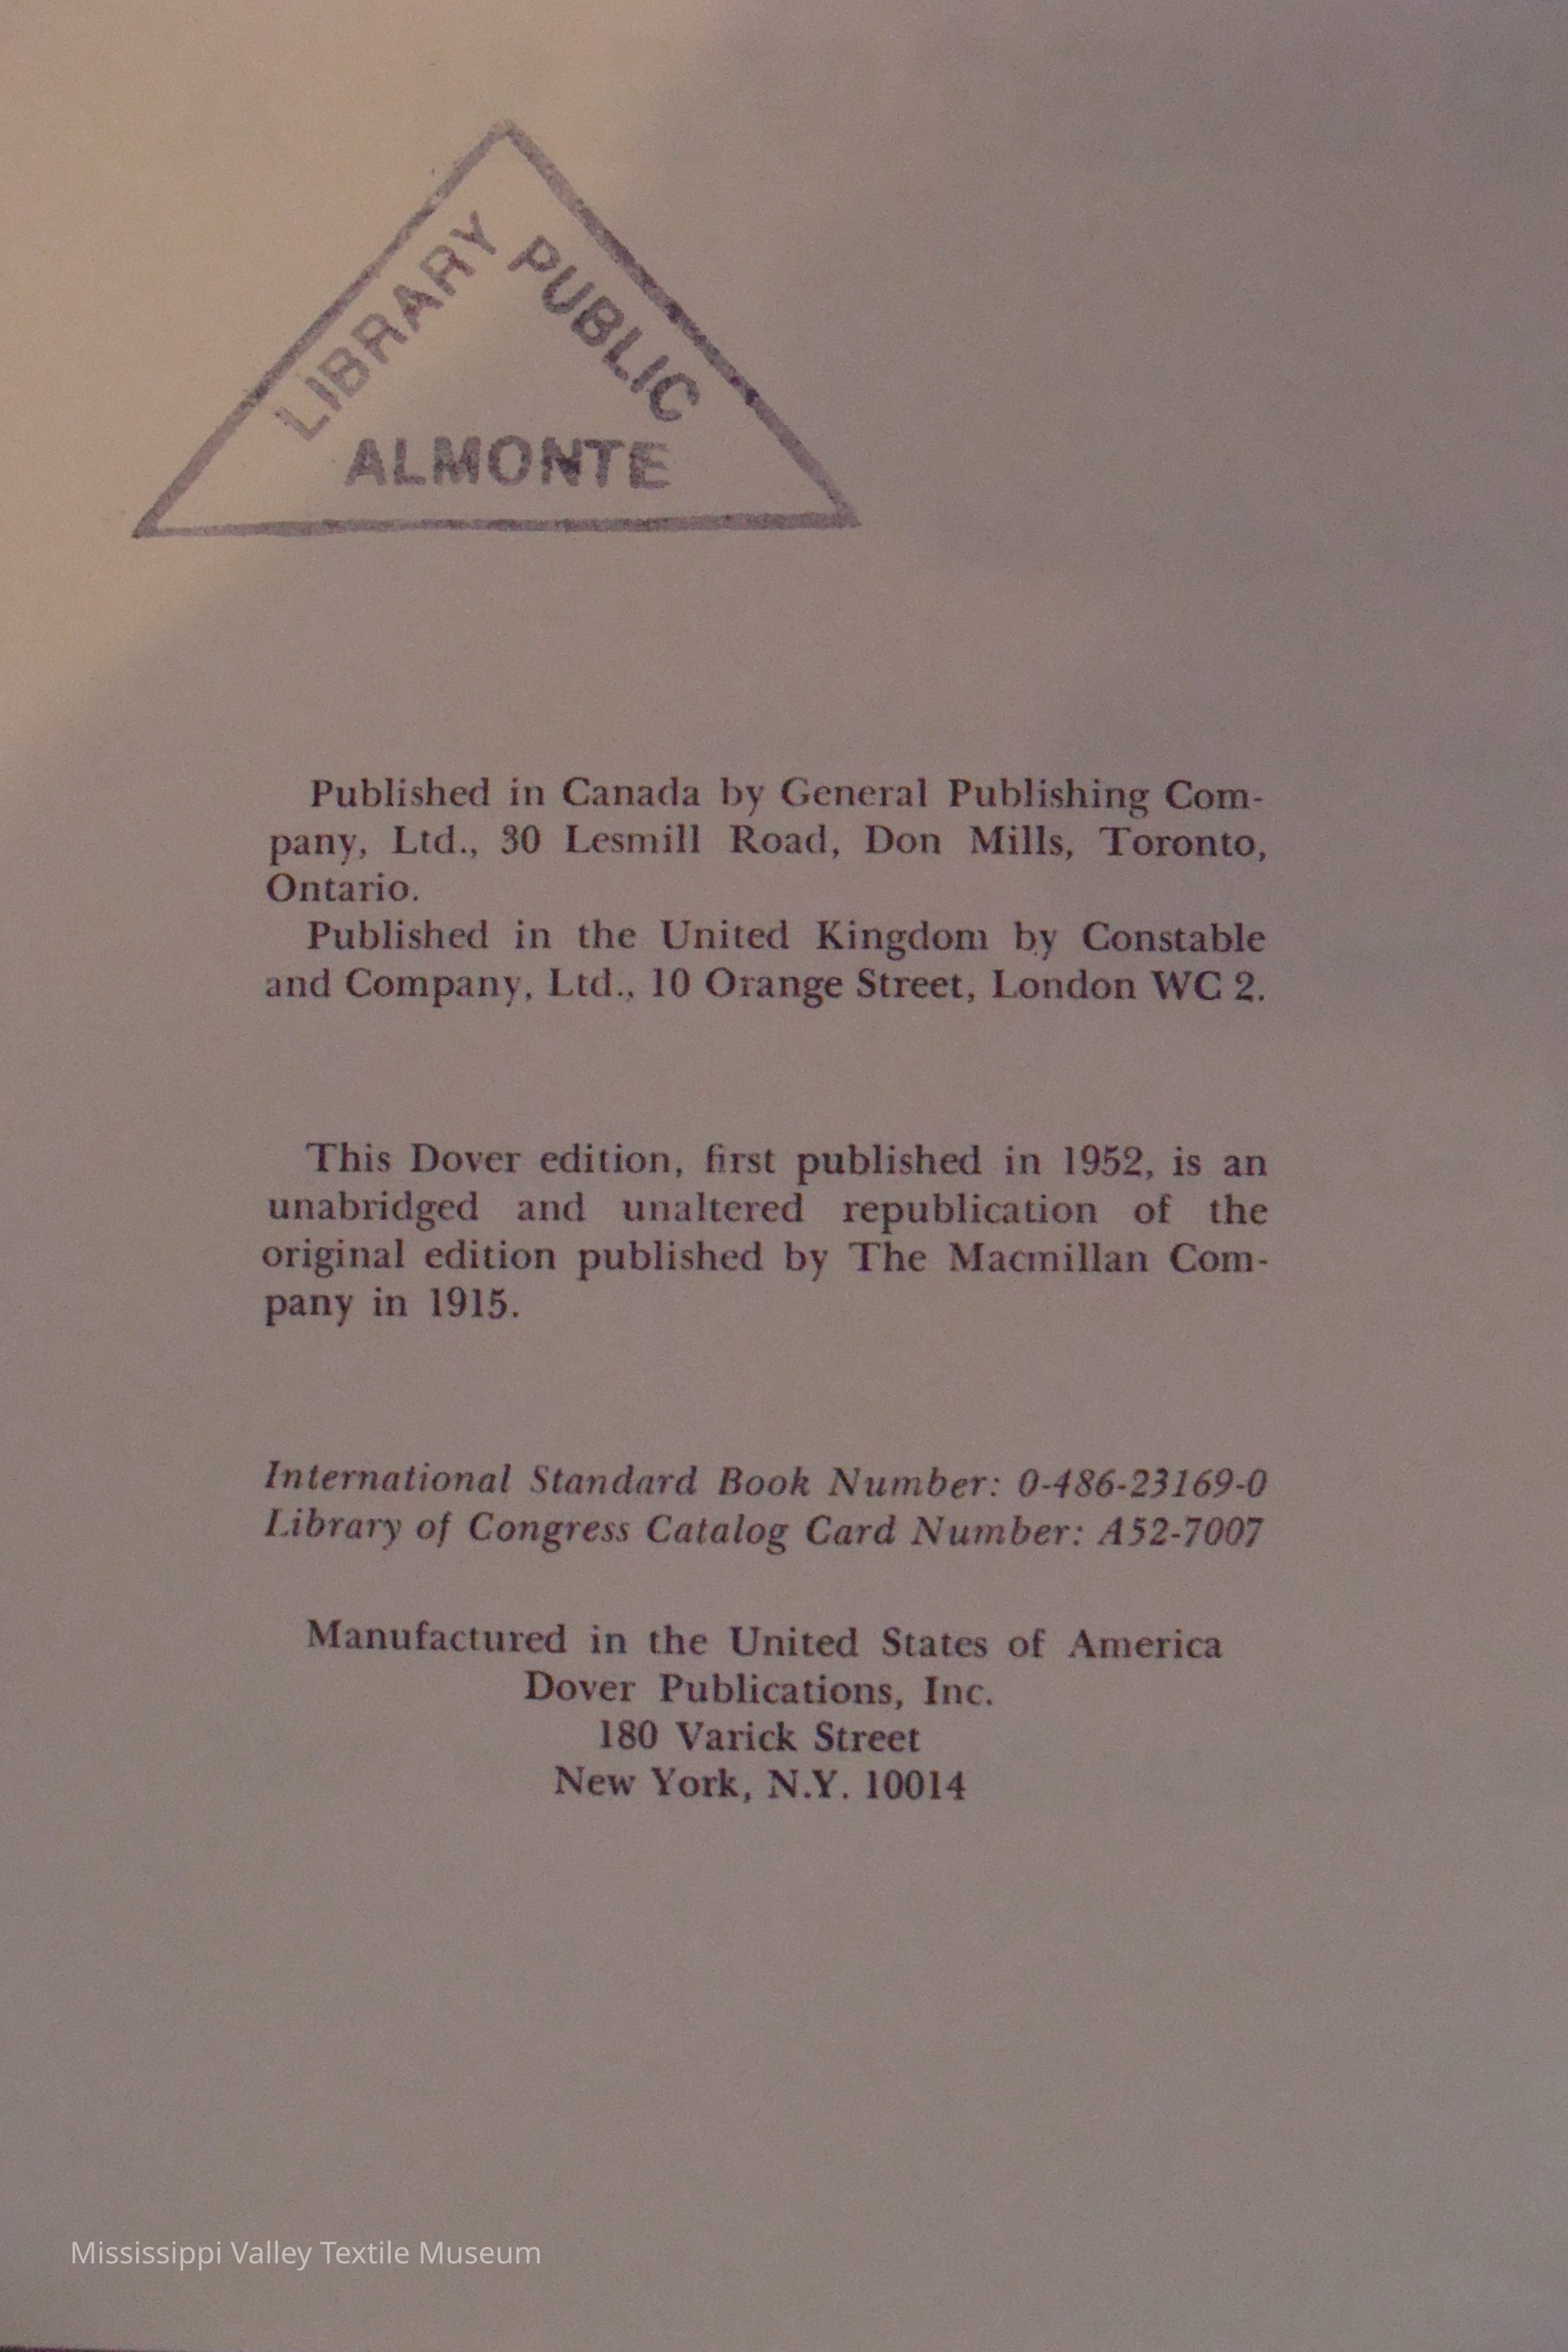 LIBRARY
PUBLIC
ALMONTE
Published in Canada by General Publishing Com-
pany, Ltd., 30 Lesmill Road, Don Mills, Toronto,
Ontario.
Published in the United Kingdom by Constable
and Company, Ltd., 10 Orange Street, London WC 2.
This Dover edition, first published in 1952, is an
unabridged and unaltered republication of the
original edition published by The Macmillan Com-
pany in 1915.
International Standard Book Number: 0-486-23169-0
Library of Congress Catalog Card Number: A52-7007
Manufactured in the United States of America
Dover Publications, Inc.
180 Varick Street
New York, N.Y. 10014
Mississippi Valley Textile Museum